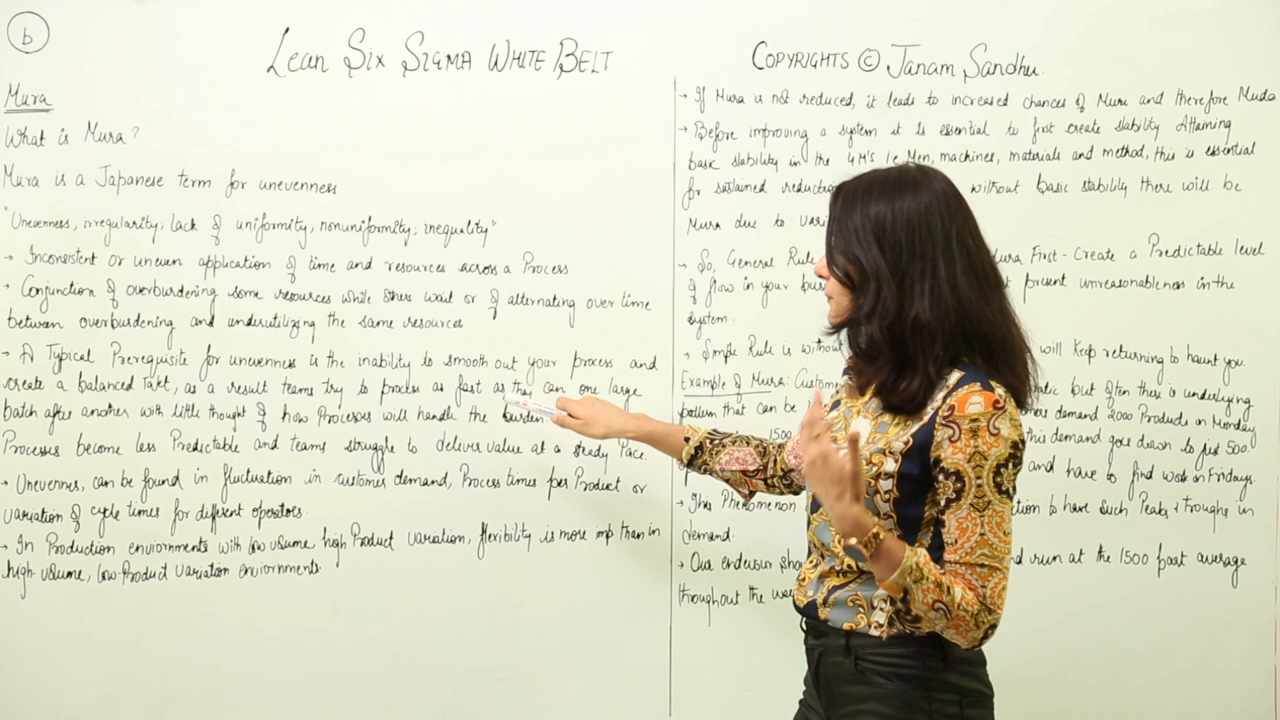 b
Lean Six Sigma White Belt
Copyrights © Janam Sandhu.
Mura
What is Mura?
Mura is a Japanese term for unevenness
"Unevenness, irregularity; lack of uniformity; nonuniformity; inequality"
→ Inconsistent or uneven application of time and resources across a Process
→ Conjunction of overburdening some resources while others wait or of alternating over time
between overburdening and underutilizing the same resources
→ A Typical Prerequisite for unevenness is the inability to smooth out your process and
create a balanced Takt, as a result teams try to process as fast as they can one large
batch after another with little thought of how Processes will handle the burden.
Processes become less Predictable and teams struggle to deliver value at a steady Pace.
→ Unevenness, can be found in fluctuation in customer demand, Process times per Product or
variation of cycle times for different operators.
→ In Production enviornments with low volume, high Product variation, flexibility is more imp than in
high-volume, low-Product variation enviornments.
→ If Mura is not reduced, it leads to increased chances of Muri and therefore Muda
→ Before improving a system it is essential to first create stability Attaining
basic stability in the 4M's i.e Men, machines, materials and method, this is essential
for sustained without basic stability there will be
Mura due to
→ So, General Rule Mura First - Create a Predictable level
of flow in your present unreasonableness in the
system.
→ Simple Rule is without will Keep returning to haunt you.
Example of Mura: but often there is underlying
pattern that can be demand 2000 Products on Monday
1500 this demand goes down to just 500.
and have to find work on Fridays.
→ This Phenomenon to have such Peaks & Troughs in
demand.
→ Our endeavor run at the 1500 part average
throughout the